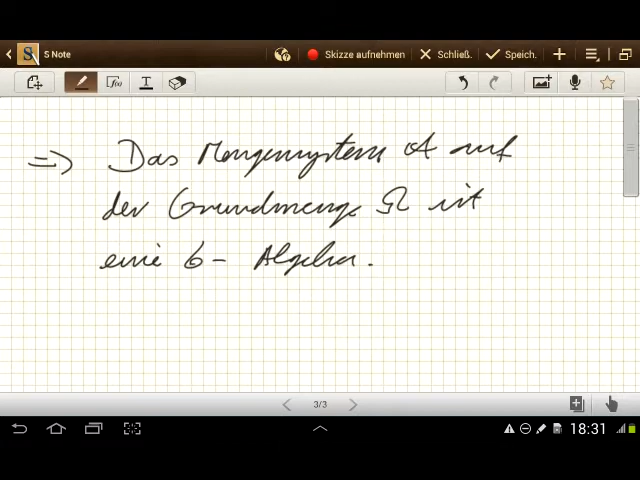 S Note
Skizze aufnehmen
Schließ.
Speich.
f(x)
T
=> Das Mengensystem A auf
der Grundmenge Ω ist
eine σ- Algebra.
3/3
18:31